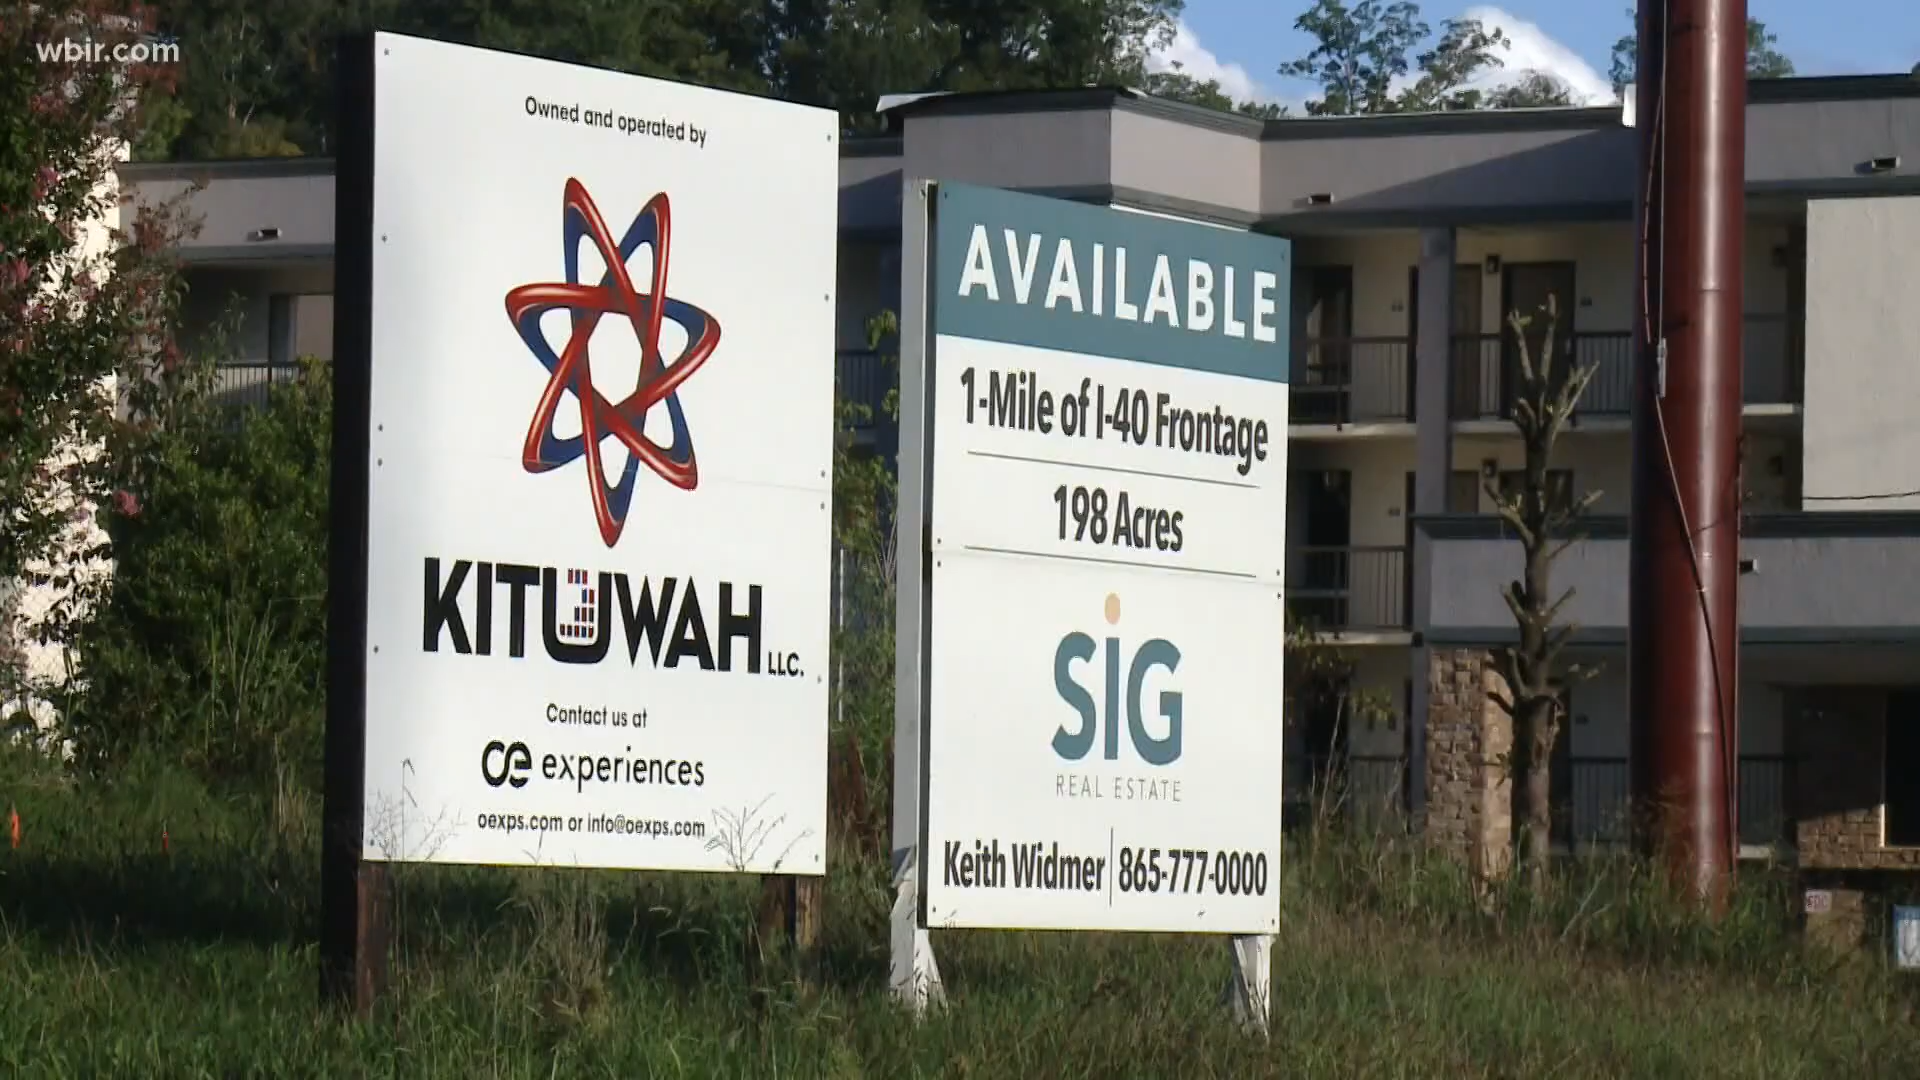 wbir.com
Owned and operated by
KITUWAH LLC.
Contact us at
oe experiences
oexps.com or info@oexps.com
AVAILABLE
1-Mile of I-40 Frontage
198 Acres
SiG
REAL ESTATE
Keith Widmer | 865-777-0000